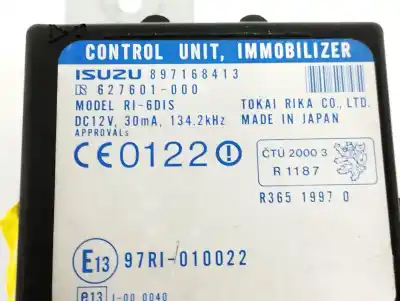 CONTROL UNIT, IMMOBILIZER
ISUZU 897168413
627601-000
MODEL RI-6DIS TOKAI RIKA CO., LTD.
DC12V, 30mA, 134.2kHz MADE IN JAPAN
APPROVALS
CE0122
ČTÚ 2000 3
R 1187
R365 1997 0
E13 97RI-010022
e13 1-00 0040